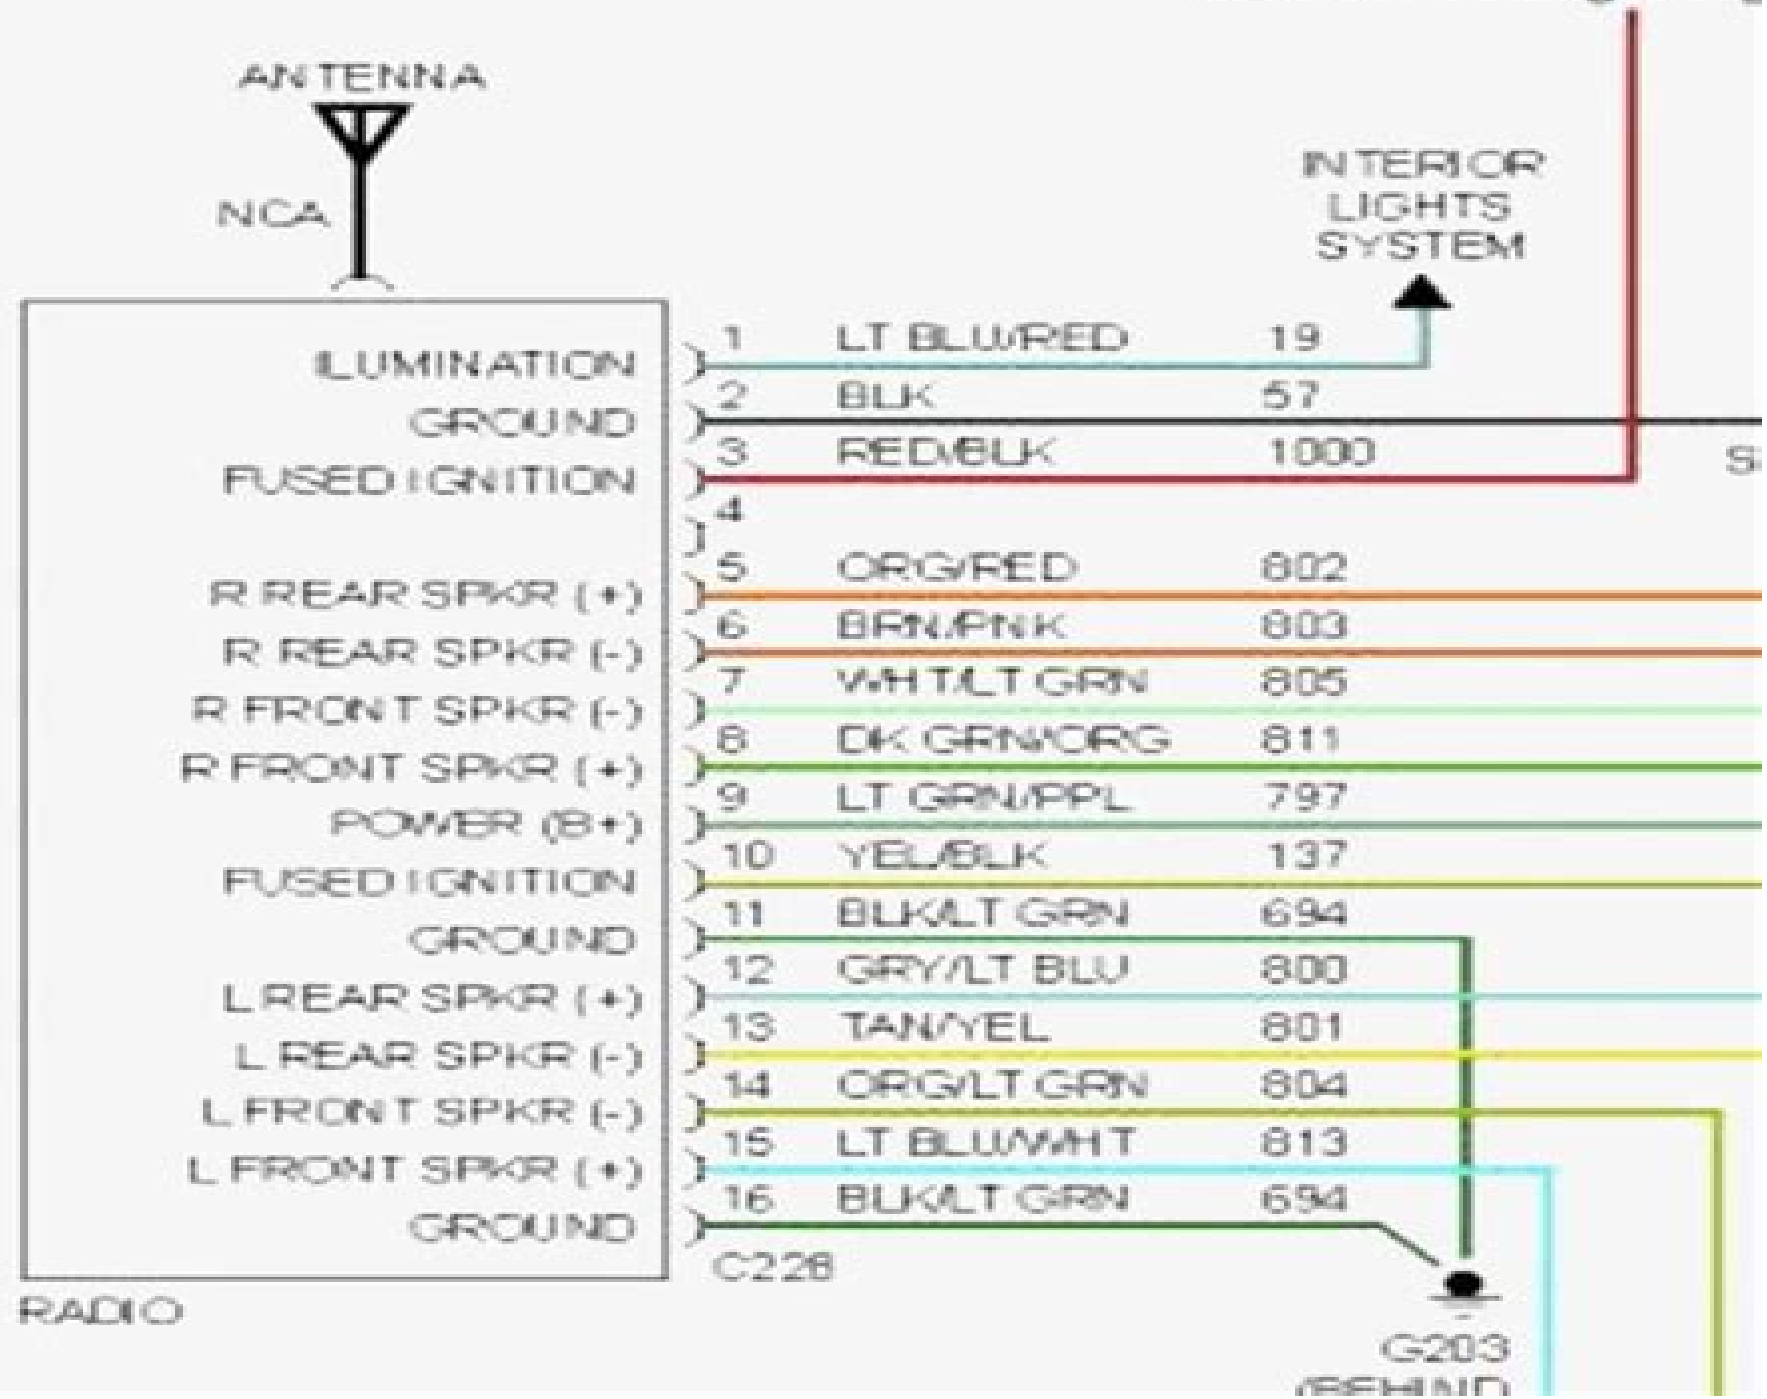 ANTENNA
NCA
INTERIOR
LIGHTS
SYSTEM
ILLUMINATION 1 LT BLU/RED 19
GROUND 2 BLK 57
FUSED IGNITION 3 RED/BLK 1000
4
R REAR SPKR (+) 5 ORG/RED 802
R REAR SPKR (-) 6 BRN/PNK 803
R FRONT SPKR (-) 7 WHT/LT GRN 805
R FRONT SPKR (+) 8 DK GRN/ORG 811
POWER (B+) 9 LT GRN/PPL 797
FUSED IGNITION 10 YEL/BLK 137
GROUND 11 BLK/LT GRN 694
L REAR SPKR (+) 12 GRY/LT BLU 800
L REAR SPKR (-) 13 TAN/YEL 801
L FRONT SPKR (-) 14 ORG/LT GRN 804
L FRONT SPKR (+) 15 LT BLU/WHT 813
GROUND 16 BLK/LT GRN 694
C228
RADIO
G203
(BEHIND